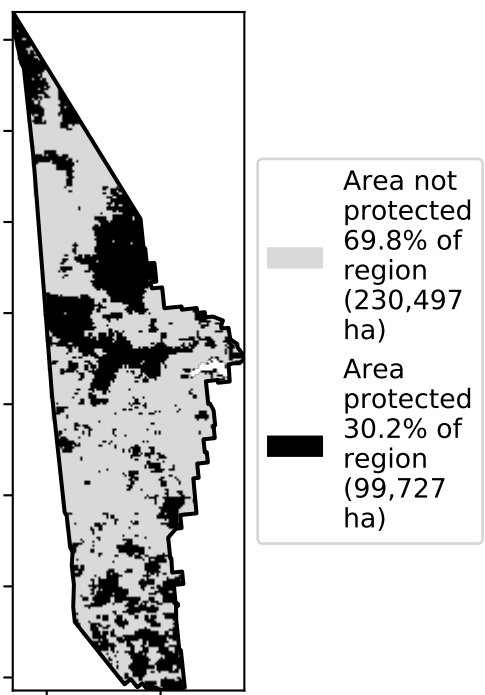 Area not
protected
69.8% of
region
(230,497
ha)
Area
protected
30.2% of
region
(99,727
ha)